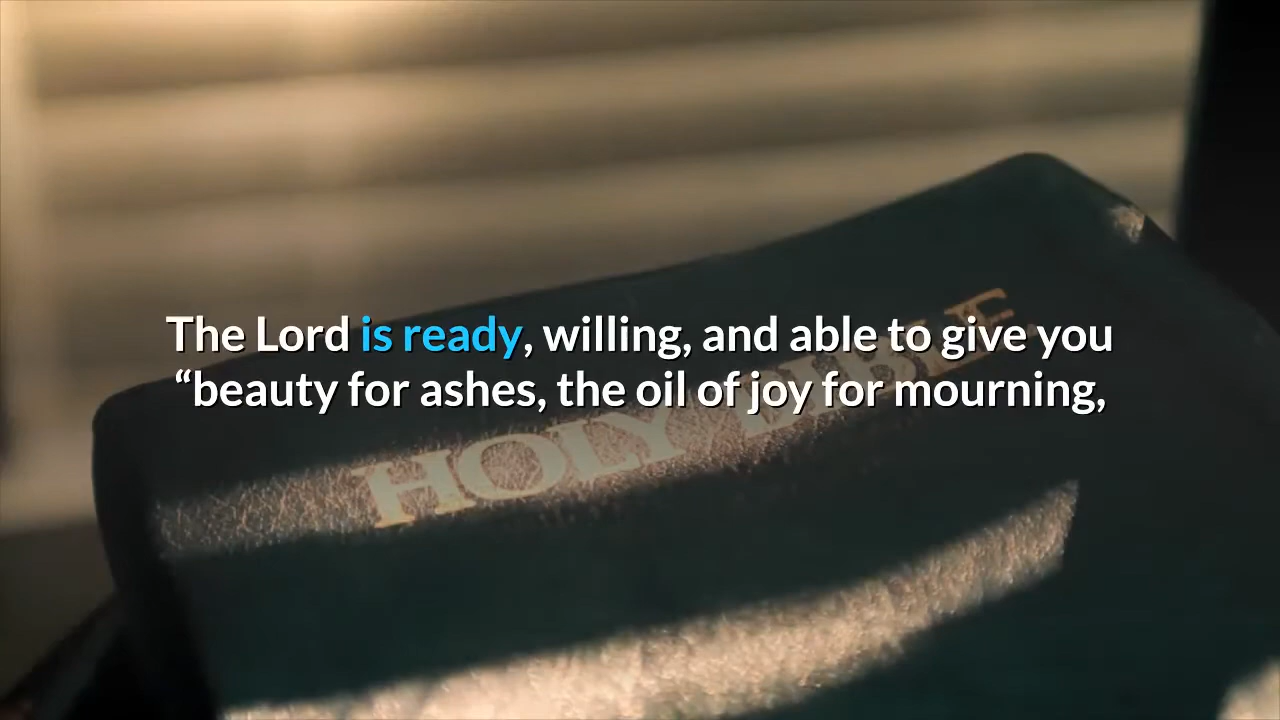 The Lord is ready, willing, and able to give you
“beauty for ashes, the oil of joy for mourning,
HOLY BIBLE